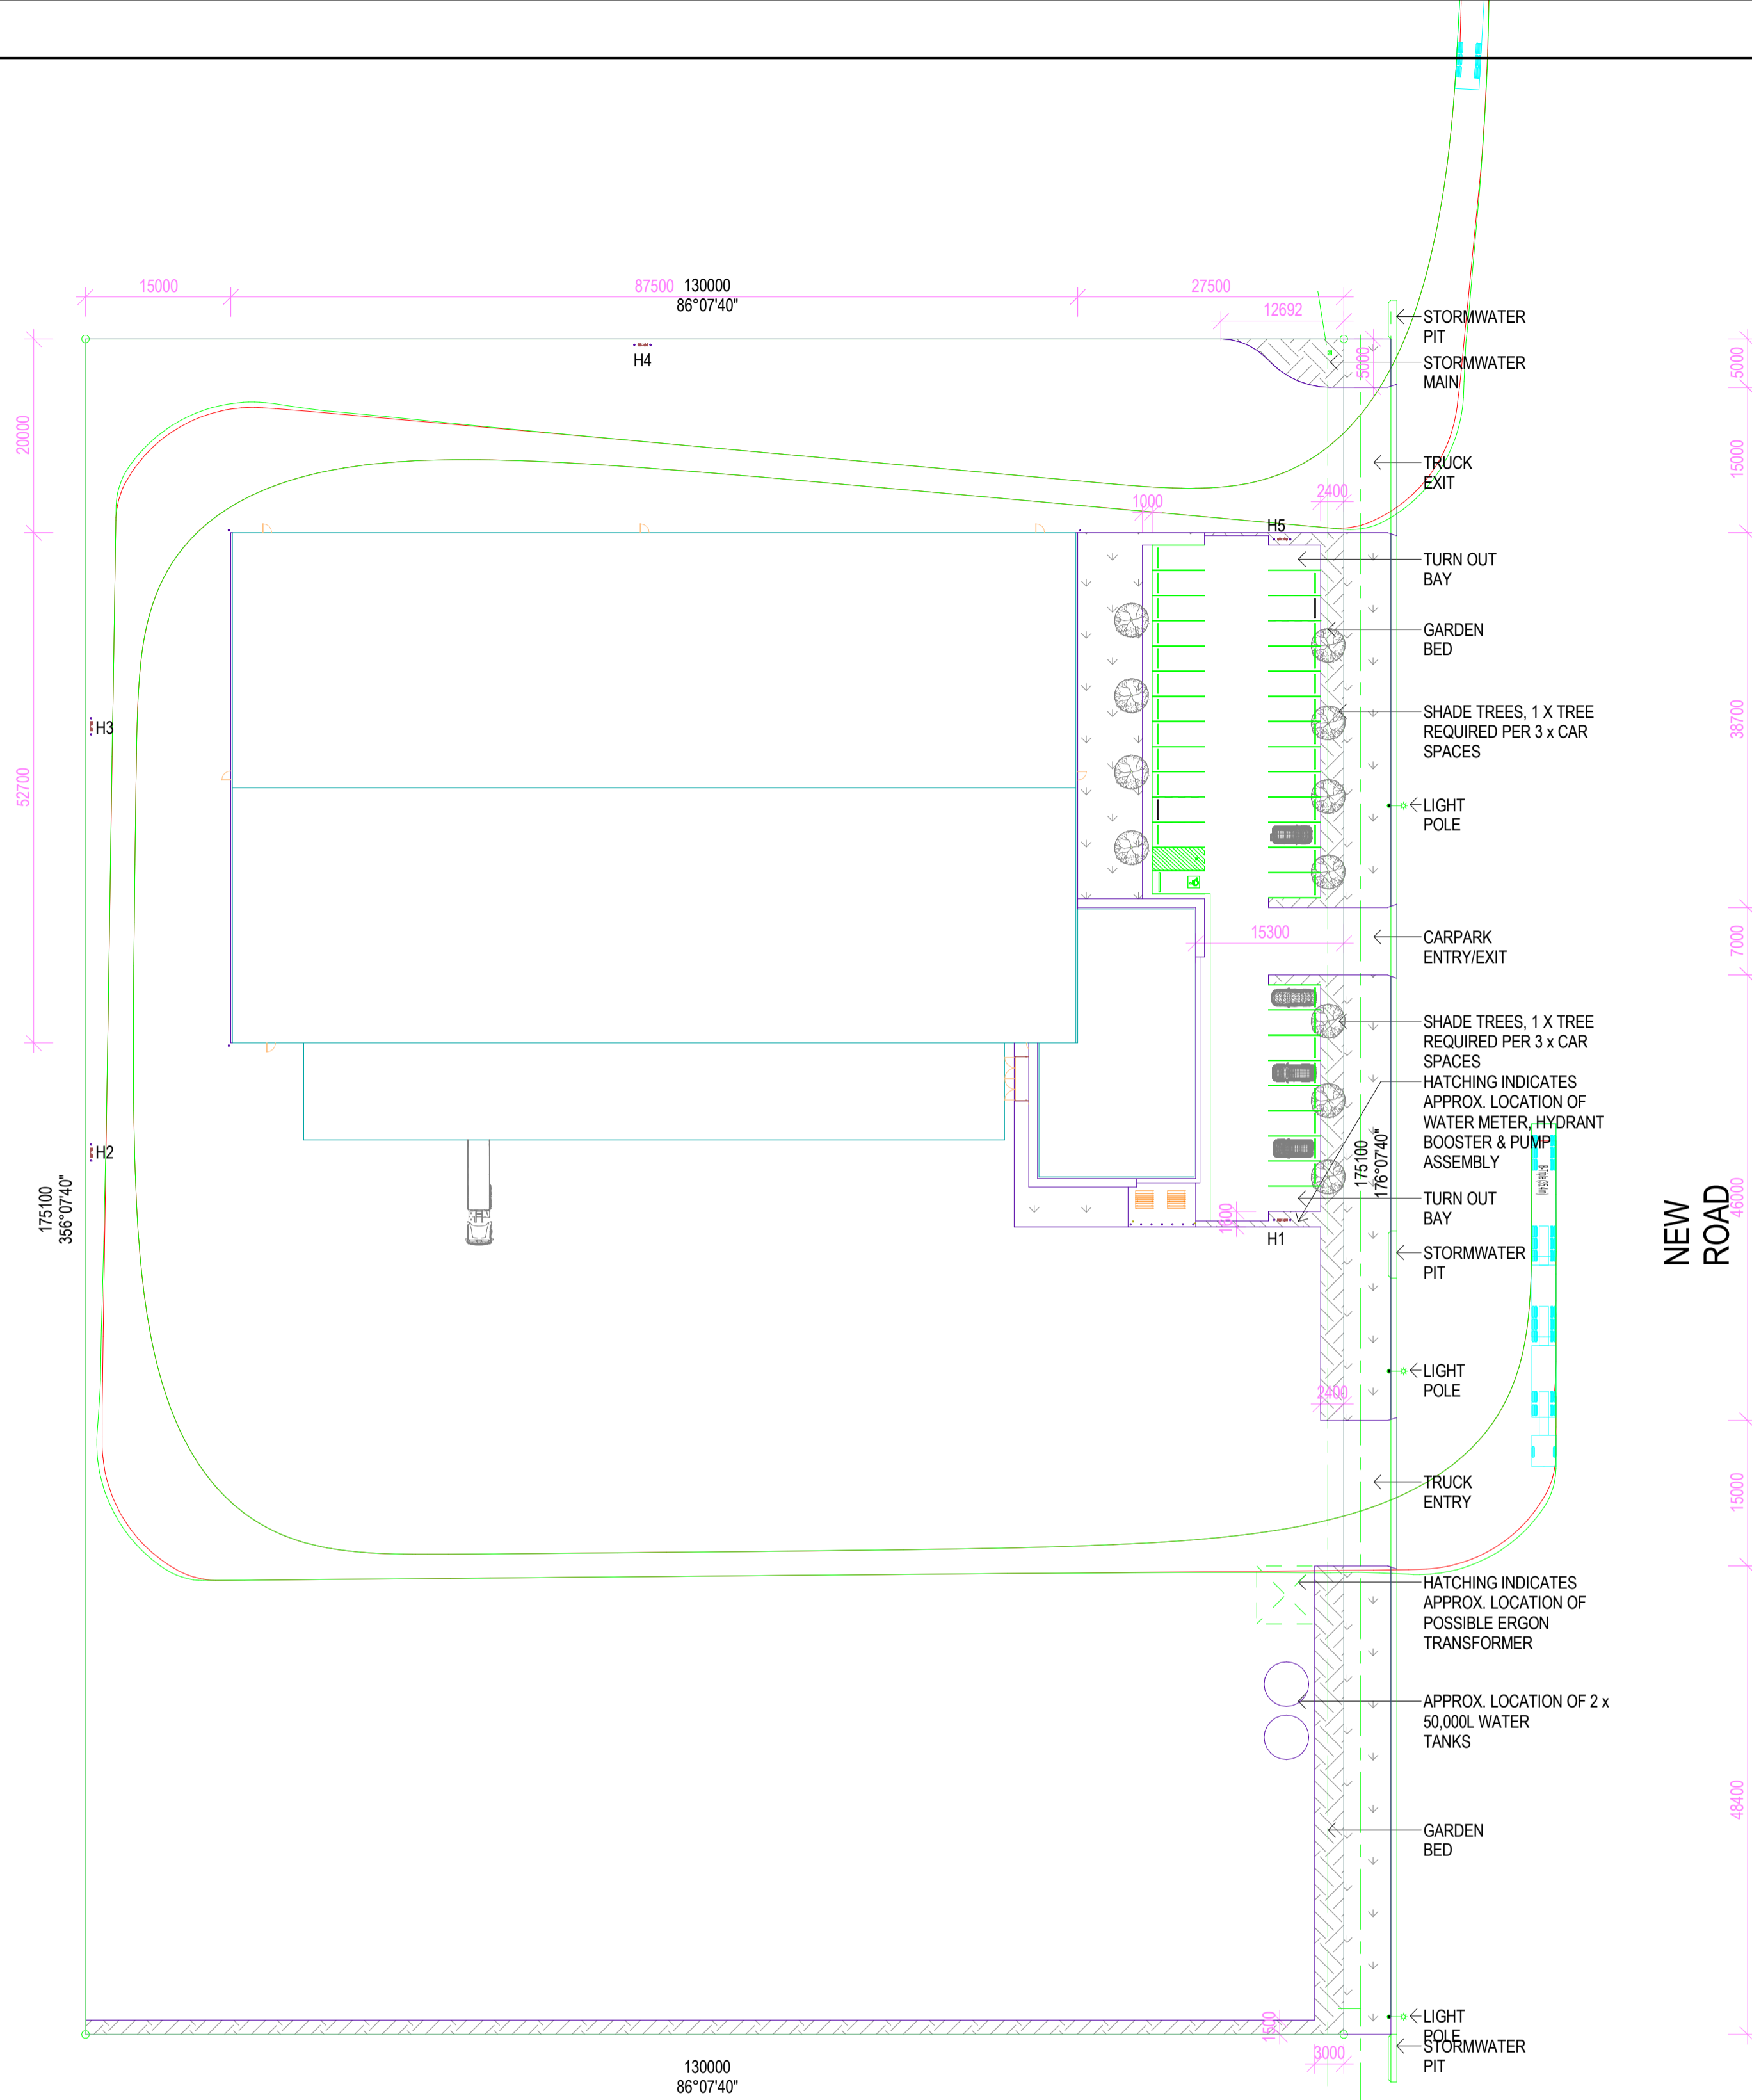 15000
87500
130000
86°07'40"
27500
12692
STORMWATER
PIT
STORMWATER
MAIN
5000
5000
H4
20000
15000
TRUCK
EXIT
2400
1000
H5
TURN OUT
BAY
GARDEN
BED
SHADE TREES, 1 X TREE
REQUIRED PER 3 x CAR
SPACES
38700
H3
52700
LIGHT
POLE
15300
CARPARK
ENTRY/EXIT
7000
SHADE TREES, 1 X TREE
REQUIRED PER 3 x CAR
SPACES
HATCHING INDICATES
APPROX. LOCATION OF
WATER METER, HYDRANT
BOOSTER & PUMP
ASSEMBLY
H2
175100
356°07'40"
175100
176°07'40"
TURN OUT
BAY
1600
H1
STORMWATER
PIT
NEW
ROAD
46000
LIGHT
POLE
2400
TRUCK
ENTRY
15000
HATCHING INDICATES
APPROX. LOCATION OF
POSSIBLE ERGON
TRANSFORMER
APPROX. LOCATION OF 2 x
50,000L WATER
TANKS
48400
GARDEN
BED
1500
LIGHT
POLE
STORMWATER
PIT
3000
130000
86°07'40"